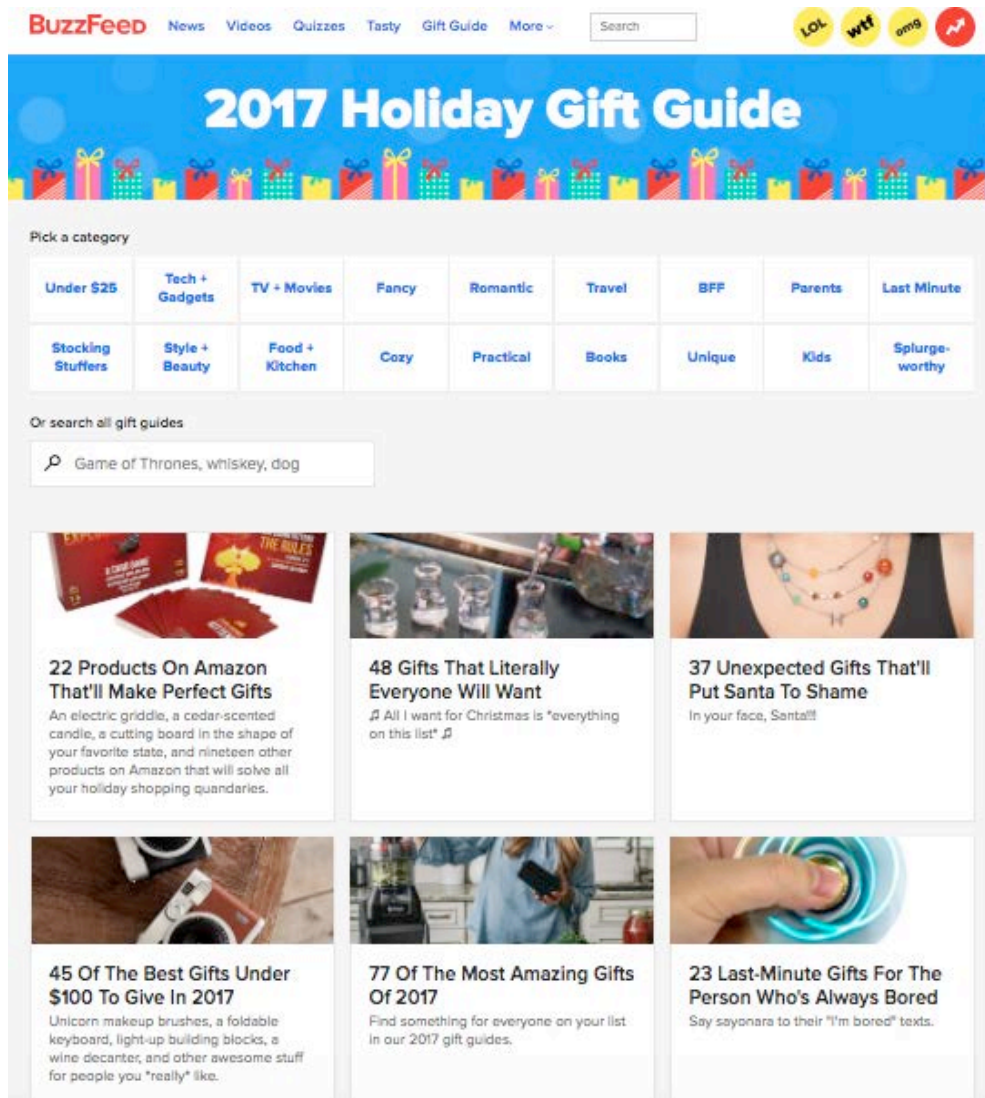 BuzzFeeD News Videos Quizzes Tasty Gift Guide More Search LOL wtf omg
2017 Holiday Gift Guide
Pick a category
Under $25
Tech +
Gadgets
TV + Movies
Fancy
Romantic
Travel
BFF
Parents
Last Minute
Stocking
Stuffers
Style +
Beauty
Food +
Kitchen
Cozy
Practical
Books
Unique
Kids
Splurge-
worthy
Or search all gift guides
Game of Thrones, whiskey, dog
A CARD GAME
THE RULES
22 Products On Amazon
That'll Make Perfect Gifts
An electric griddle, a cedar-scented
candle, a cutting board in the shape of
your favorite state, and nineteen other
products on Amazon that will solve all
your holiday shopping quandaries.
48 Gifts That Literally
Everyone Will Want
♫ All I want for Christmas is *everything
on this list* ♫
37 Unexpected Gifts That'll
Put Santa To Shame
In your face, Santa!!!
45 Of The Best Gifts Under
$100 To Give In 2017
Unicorn makeup brushes, a foldable
keyboard, light-up building blocks, a
wine decanter, and other awesome stuff
for people you *really* like.
77 Of The Most Amazing Gifts
Of 2017
Find something for everyone on your list
in our 2017 gift guides.
23 Last-Minute Gifts For The
Person Who's Always Bored
Say sayonara to their "I'm bored" texts.